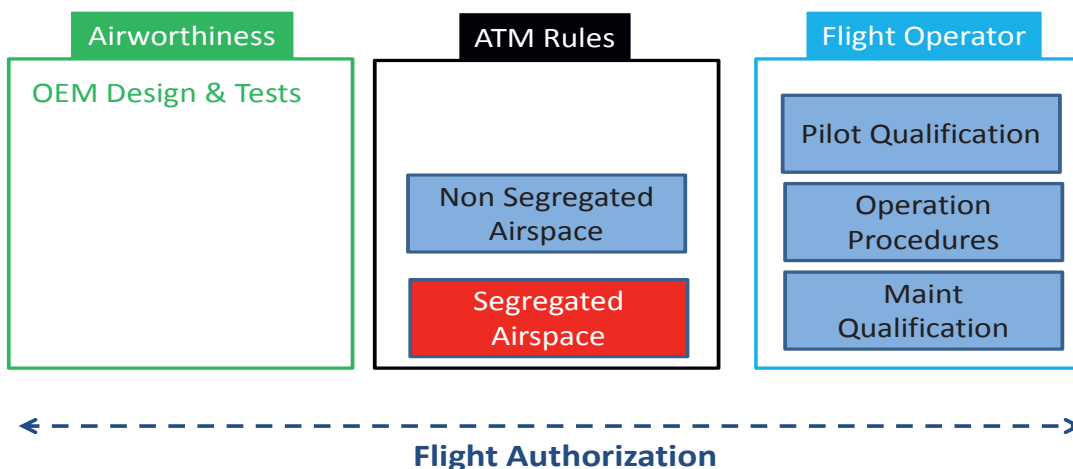 Airworthiness
OEM Design & Tests
ATM Rules
Non Segregated
Airspace
Segregated
Airspace
Flight Operator
Pilot Qualification
Operation
Procedures
Maint
Qualification
Flight Authorization